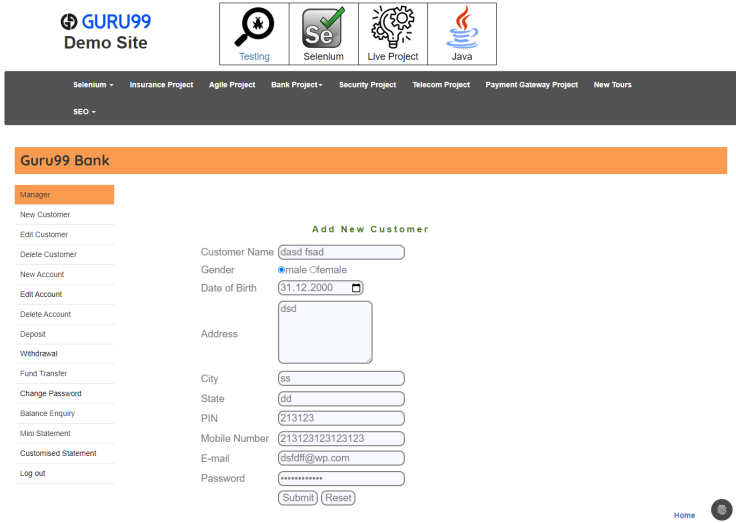 GURU99
Demo Site
Testing
Se
Selenium
Live Project
Java
Selenium Insurance Project Agile Project Bank Project Security Project Telecom Project Payment Gateway Project New Tours
SEO
Guru99 Bank
Manager
New Customer
Edit Customer
Delete Customer
New Account
Edit Account
Delete Account
Deposit
Withdrawal
Fund Transfer
Change Password
Balance Enquiry
Mini Statement
Customised Statement
Log out
Add New Customer
Customer Name dasd fsad
Gender male female
Date of Birth 31.12.2000
Address dsd
City ss
State dd
PIN 213123
Mobile Number 213123123123123
E-mail dsfdff@wp.com
Password ••••••••••••
Submit Reset
Home